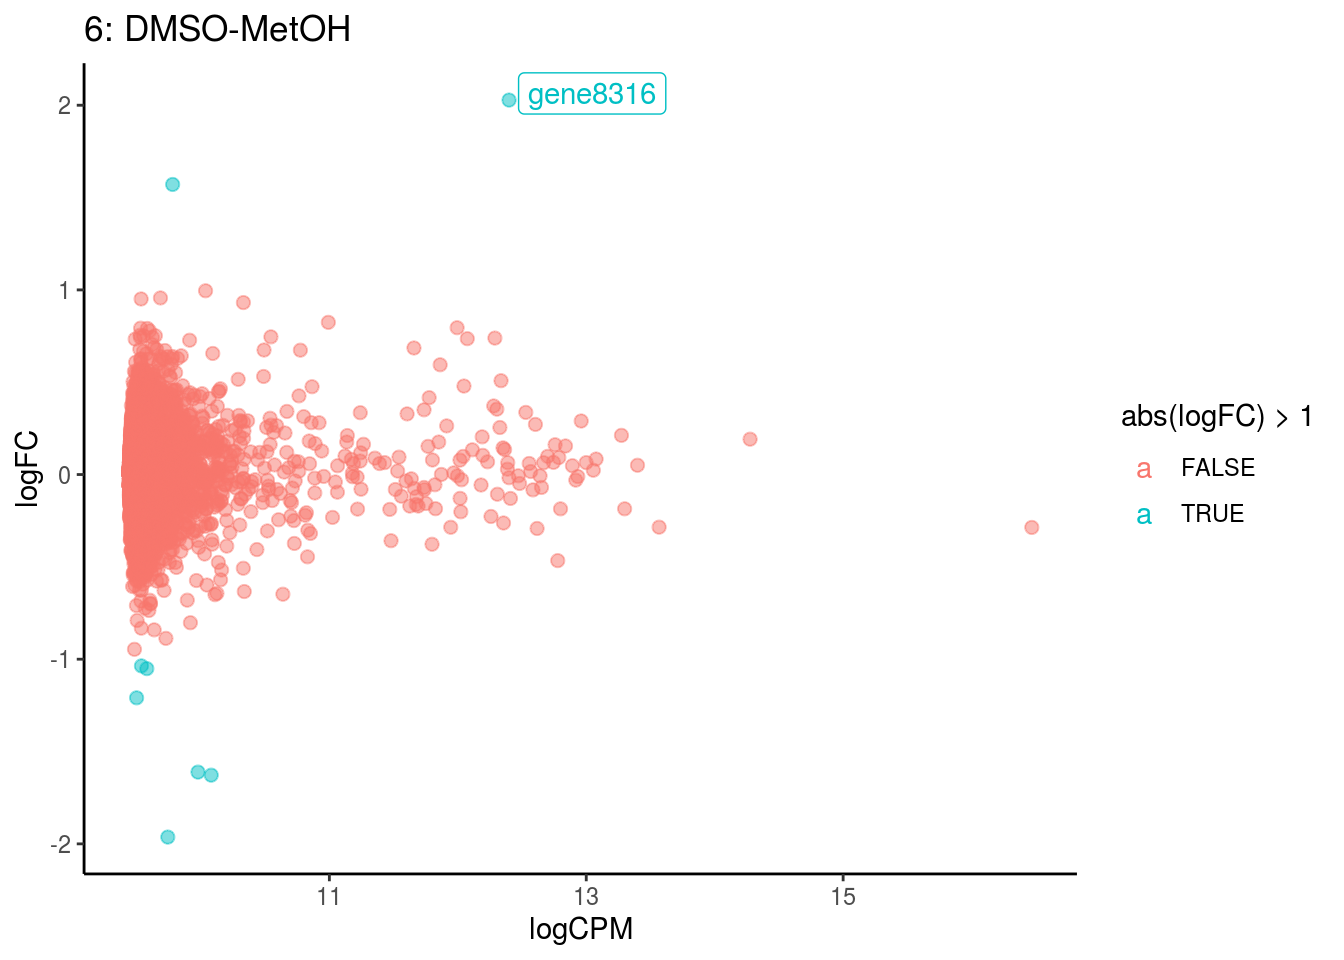 6: DMSO-MetOH
gene8316
2
1
0
-1
-2
logFC
11 13 15
logCPM
abs(logFC) > 1
a FALSE
a TRUE